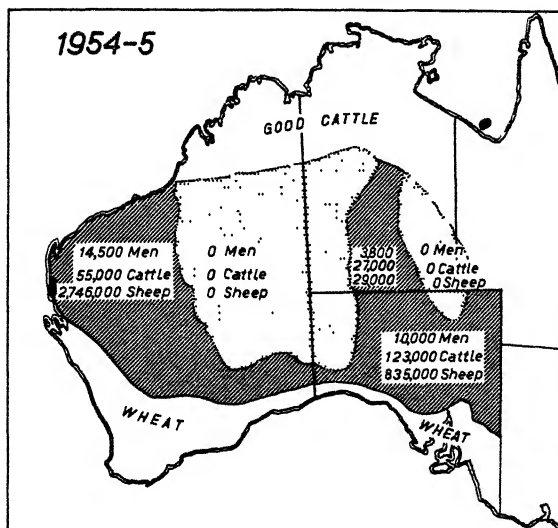 1954-5
GOOD CATTLE
14,500 Men
55,000 Cattle
2,746,000 Sheep
0 Men
0 Cattle
0 Sheep
3,800
27,000
29,000
0 Men
0 Cattle
0 Sheep
10,000 Men
123,000 Cattle
835,000 Sheep
WHEAT
WHEAT